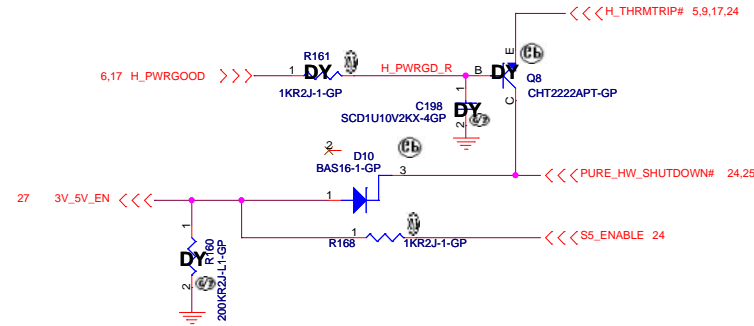 H_THRMTRIP# 5,9,17,24
R161
DY
6,17 H_PWRGOOD
1
H_PWRGD_R
B
E
DY
Q8
1KR2J-1-GP
CHT2222APT-GP
C
1
C198
DY
SCD1U10V2KX-4GP
2
2
D10
BAS16-1-GP
3
PURE_HW_SHUTDOWN# 24,25
27 3V_5V_EN
1
1
R168
1
1KR2J-1-GP
S5_ENABLE 24
DY
R160
200KR2J-L1-GP
2